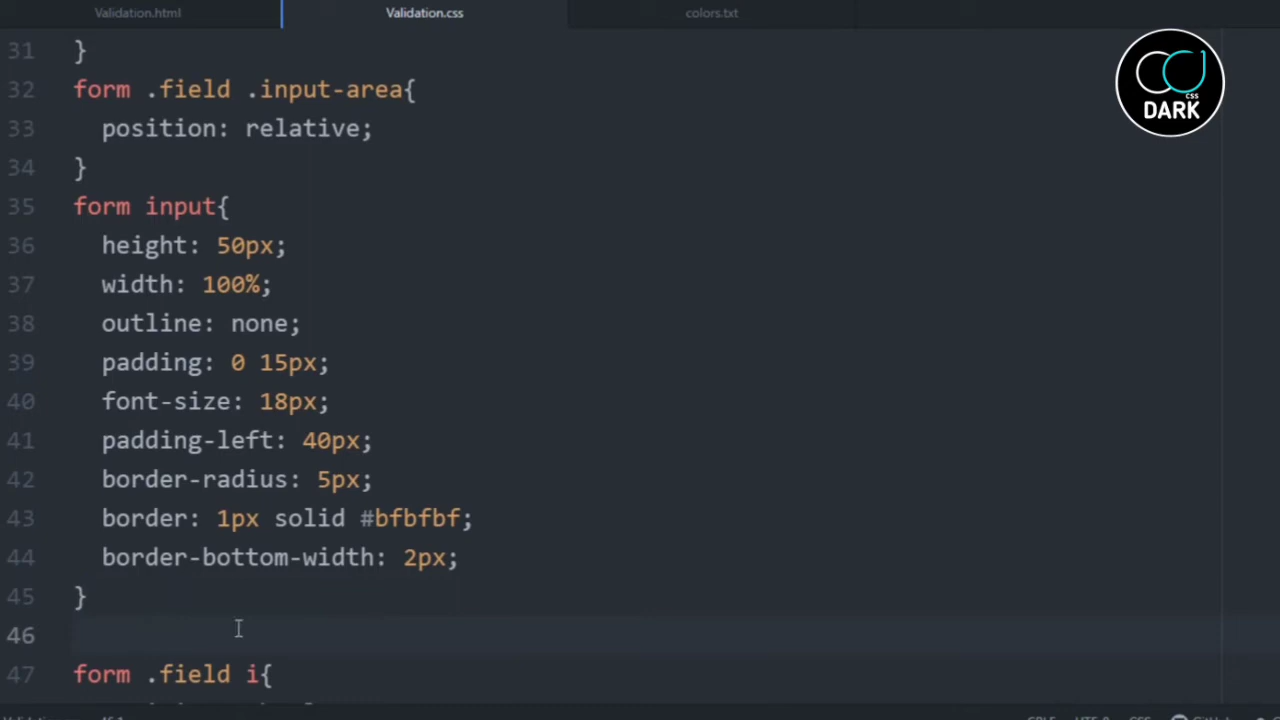 Validation.html Validation.css colors.txt
31 }
32 form .field .input-area{
33 position: relative;
34 }
35 form input{
36 height: 50px;
37 width: 100%;
38 outline: none;
39 padding: 0 15px;
40 font-size: 18px;
41 padding-left: 40px;
42 border-radius: 5px;
43 border: 1px solid #bfbfbf;
44 border-bottom-width: 2px;
45 }
46
47 form .field i{
css
DARK